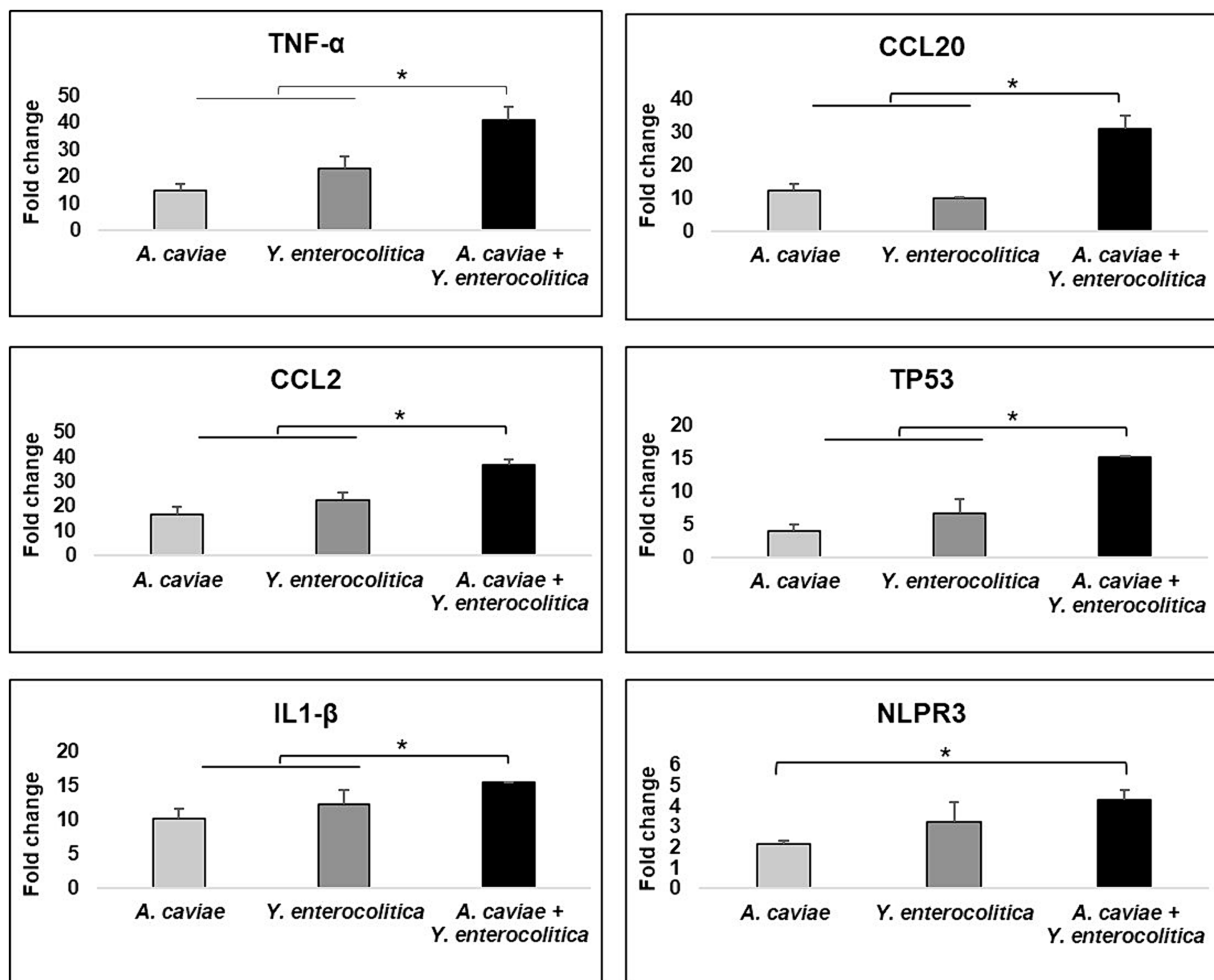 TNF-α
*
Fold change
50
40
30
20
10
0
A. caviae
Y. enterocolitica
A. caviae +
Y. enterocolitica
CCL20
*
Fold change
40
30
20
10
0
A. caviae
Y. enterocolitica
A. caviae +
Y. enterocolitica
CCL2
*
Fold change
50
40
30
20
10
0
A. caviae
Y. enterocolitica
A. caviae +
Y. enterocolitica
TP53
*
Fold change
20
15
10
5
0
A. caviae
Y. enterocolitica
A. caviae +
Y. enterocolitica
IL1-β
*
Fold change
20
15
10
5
0
A. caviae
Y. enterocolitica
A. caviae +
Y. enterocolitica
NLPR3
*
Fold change
6
5
4
3
2
1
0
A. caviae
Y. enterocolitica
A. caviae +
Y. enterocolitica